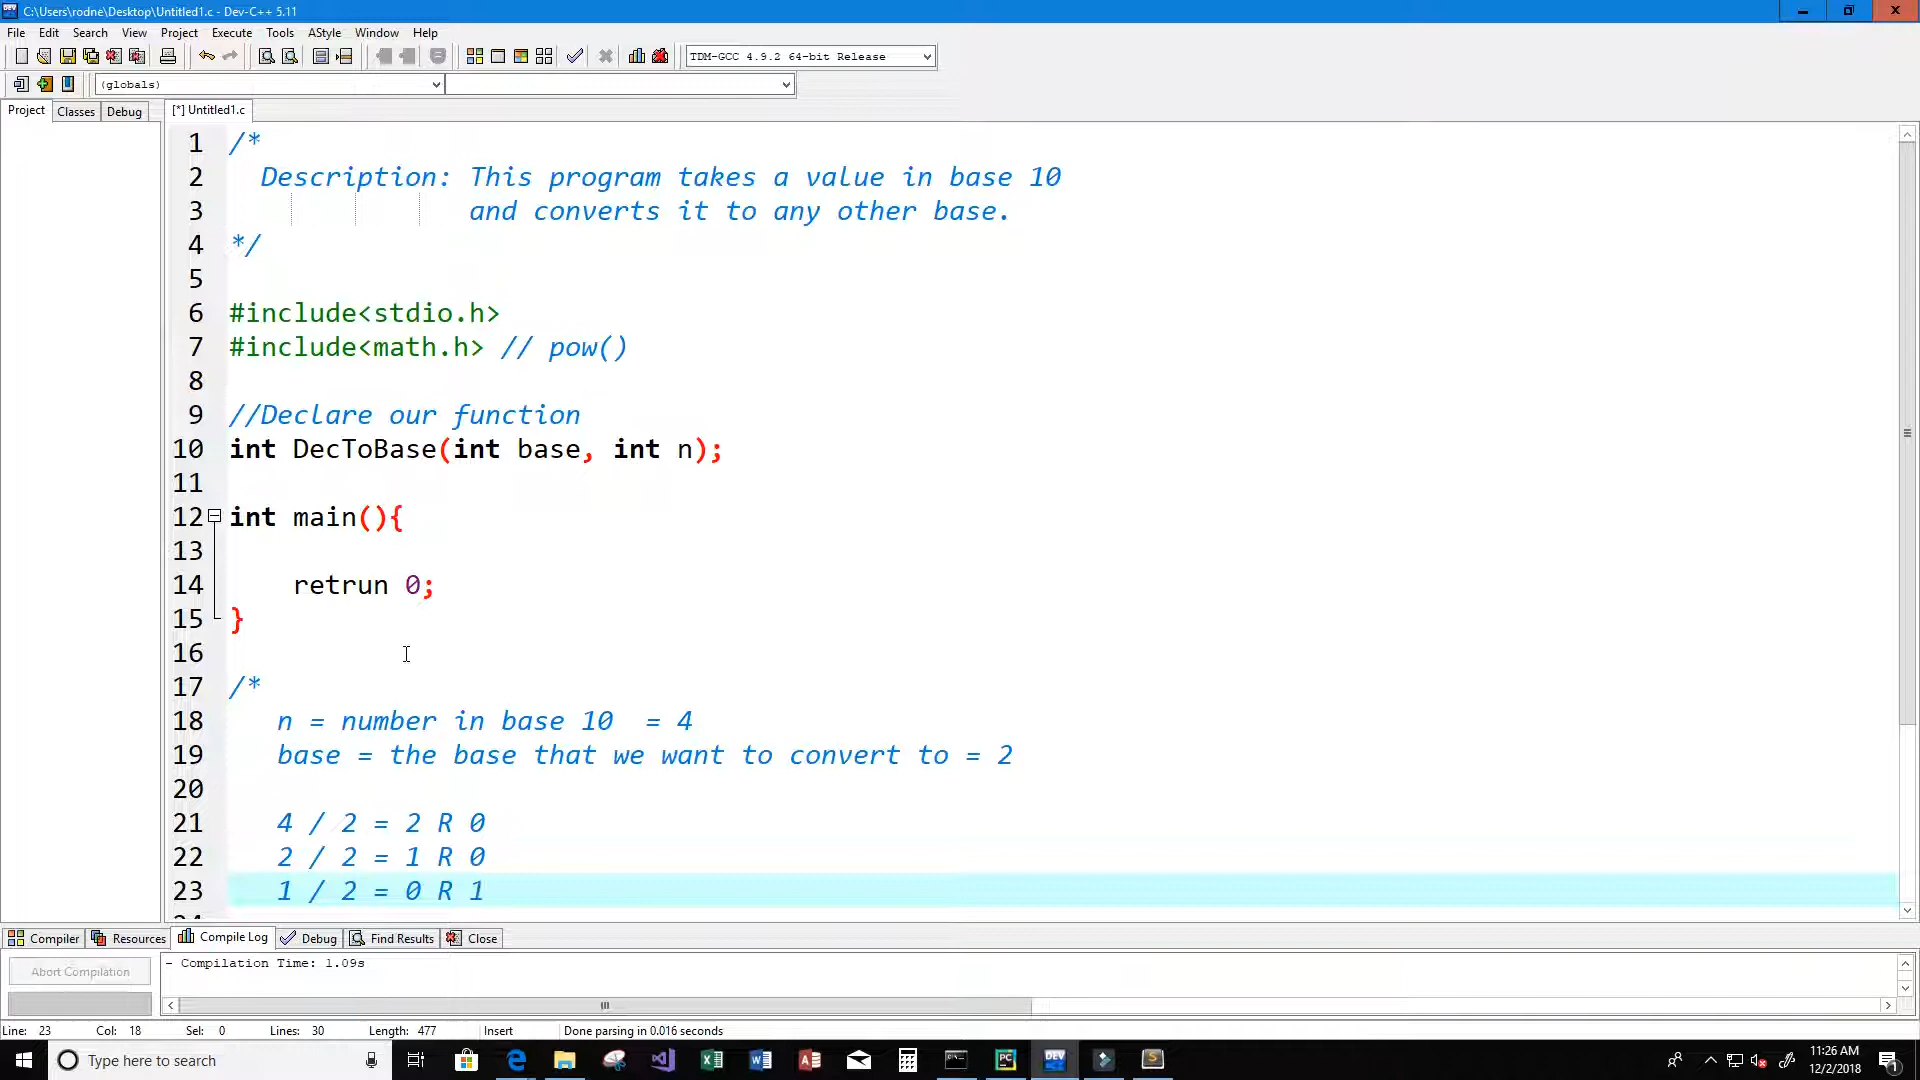 C:\Users\rodne\Desktop\Untitled1.c - Dev-C++ 5.11
File Edit Search View Project Execute Tools AStyle Window Help
TDM-GCC 4.9.2 64-bit Release
(globals)
Project Classes Debug [*] Untitled1.c
1 /*
2 Description: This program takes a value in base 10
3 and converts it to any other base.
4 */
5
6 #include<stdio.h>
7 #include<math.h> // pow()
8
9 //Declare our function
10 int DecToBase(int base, int n);
11
12 int main(){
13
14 retrun 0;
15 }
16
17 /*
18 n = number in base 10 = 4
19 base = the base that we want to convert to = 2
20
21 4 / 2 = 2 R 0
22 2 / 2 = 1 R 0
23 1 / 2 = 0 R 1
Compiler Resources Compile Log Debug Find Results Close
Abort Compilation
- Compilation Time: 1.09s
Line: 23 Col: 18 Sel: 0 Lines: 30 Length: 477 Insert Done parsing in 0.016 seconds
Type here to search
11:26 AM
12/2/2018